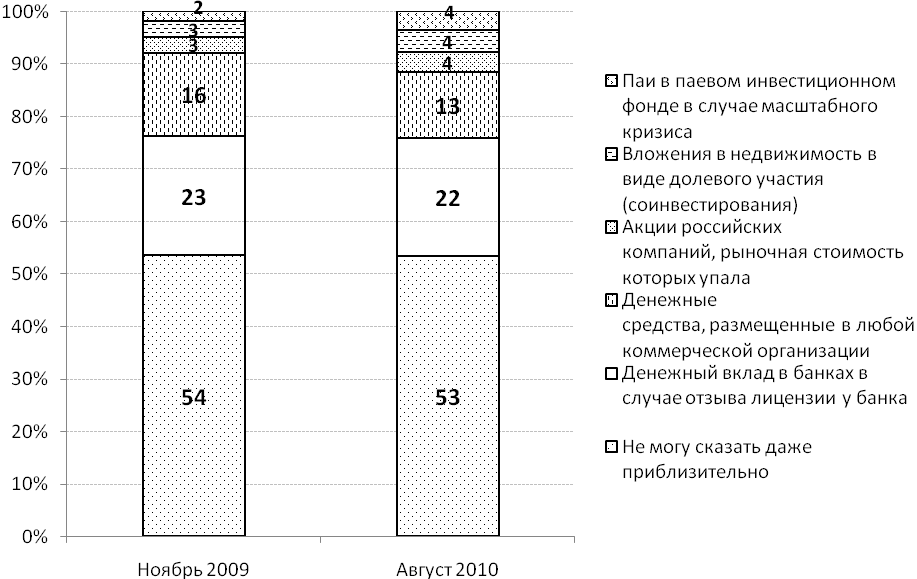 100%
90%
80%
70%
60%
50%
40%
30%
20%
10%
0%
2
3
3
16
23
54
4
4
4
13
22
53
Ноябрь 2009
Август 2010
Паи в паевом инвестиционном
фонде в случае масштабного
кризиса
Вложения в недвижимость в
виде долевого участия
(соинвестирования)
Акции российских
компаний, рыночная стоимость
которых упала
Денежные
средства, размещенные в любой
коммерческой организации
Денежный вклад в банках в
случае отзыва лицензии у банка
Не могу сказать даже
приблизительно